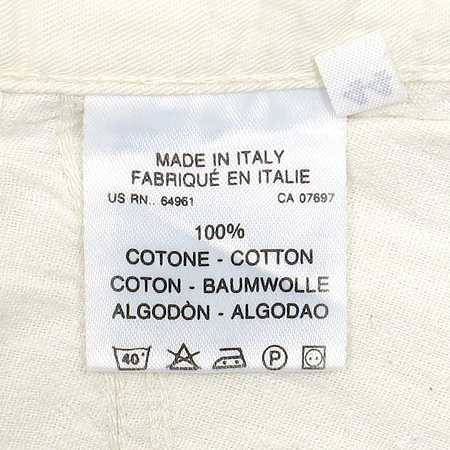 MADE IN ITALY
FABRIQUÉ EN ITALIE
US RN.. 64961 CA 07697
100%
COTONE - COTTON
COTON - BAUMWOLLE
ALGODÒN - ALGODAO
40° P